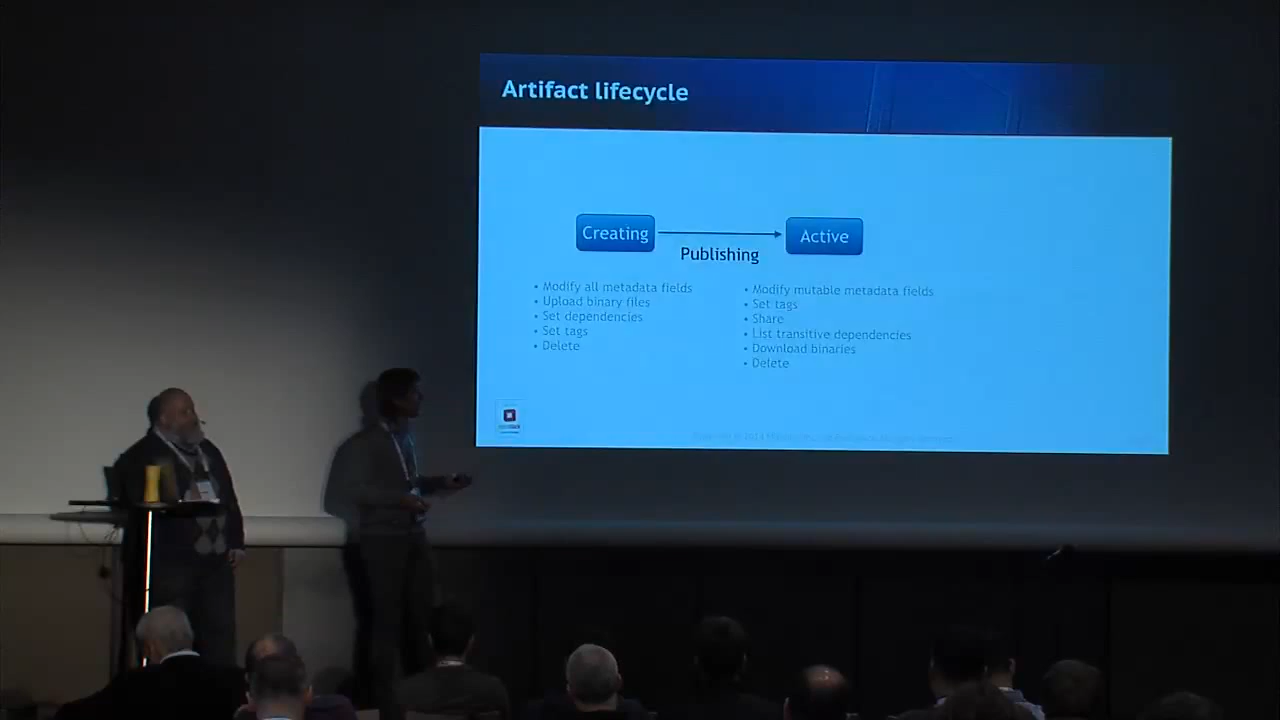 Artifact lifecycle
Creating
Publishing
Active
• Modify all metadata fields
• Upload binary files
• Set dependencies
• Set tags
• Delete
• Modify mutable metadata fields
• Set tags
• Share
• List transitive dependencies
• Download binaries
• Delete